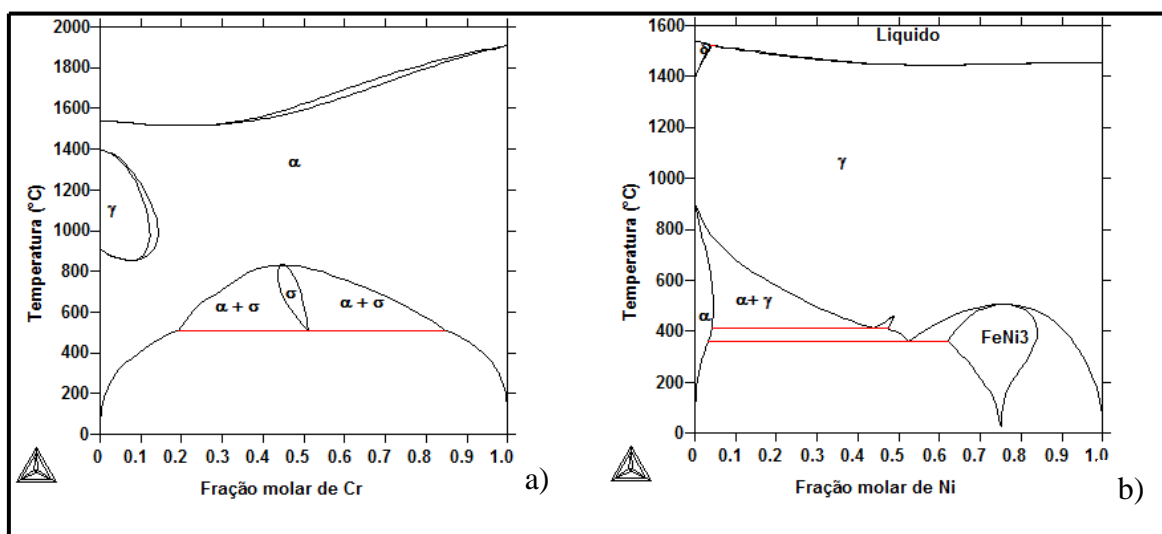 2000
1800
1600
1400
1200
1000
800
600
400
200
0
Temperatura (°C)
α
γ
α + σ
σ
α + σ
0 0.1 0.2 0.3 0.4 0.5 0.6 0.7 0.8 0.9 1.0
Fração molar de Cr
a)
1600
1400
1200
1000
800
600
400
200
0
Temperatura (°C)
Liquido
δ
γ
α
α+ γ
FeNi3
0 0.1 0.2 0.3 0.4 0.5 0.6 0.7 0.8 0.9 1.0
Fração molar de Ni
b)